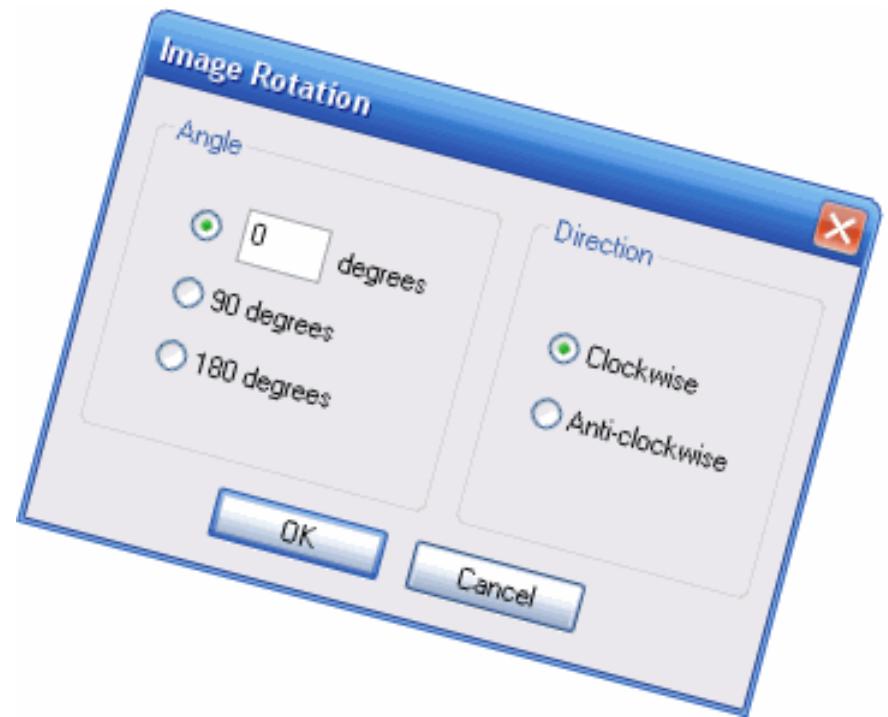 Image Rotation
Angle
0 degrees
90 degrees
180 degrees
Direction
Clockwise
Anti-clockwise
OK
Cancel